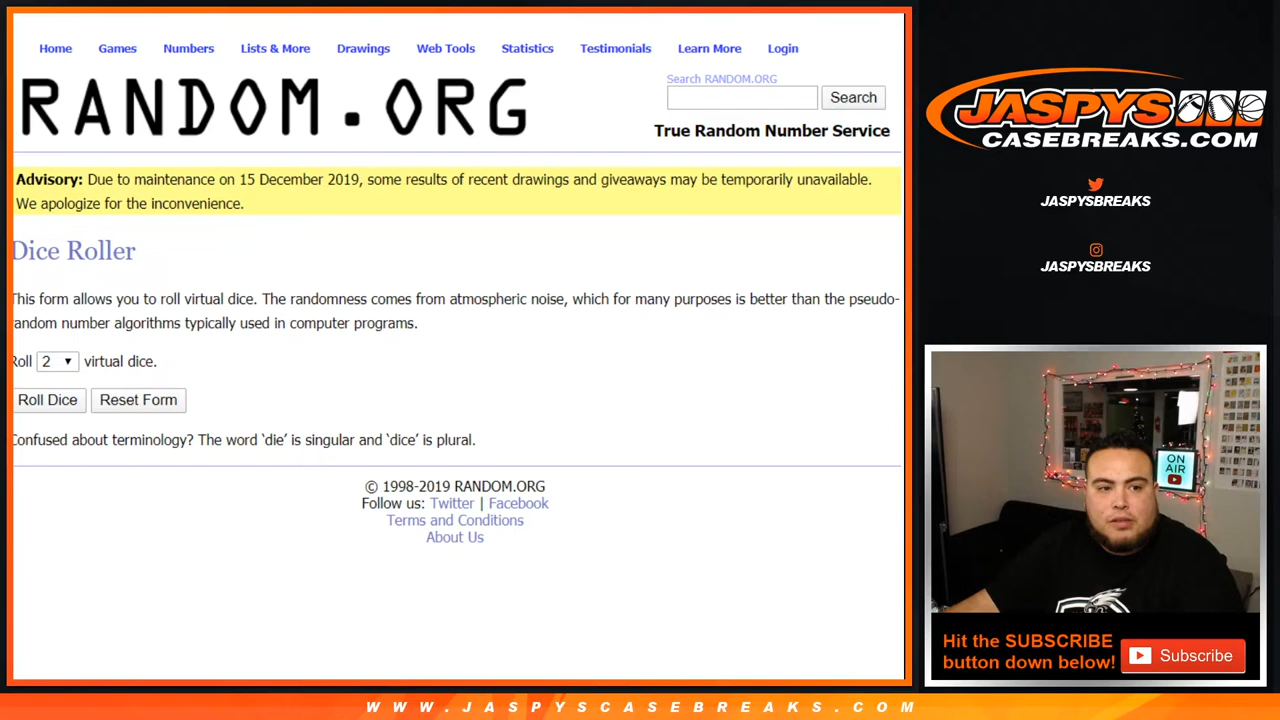 Home Games Numbers Lists & More Drawings Web Tools Statistics Testimonials Learn More Login
RANDOM.ORG
Search RANDOM.ORG
Search
True Random Number Service
Advisory: Due to maintenance on 15 December 2019, some results of recent drawings and giveaways may be temporarily unavailable.
We apologize for the inconvenience.
Dice Roller
This form allows you to roll virtual dice. The randomness comes from atmospheric noise, which for many purposes is better than the pseudo-
random number algorithms typically used in computer programs.
Roll 2 virtual dice.
Roll Dice Reset Form
Confused about terminology? The word ‘die’ is singular and ‘dice’ is plural.
© 1998-2019 RANDOM.ORG
Follow us: Twitter | Facebook
Terms and Conditions
About Us
JASPYS
CASEBREAKS.COM
JASPYSBREAKS
JASPYSBREAKS
ON
AIR
Hit the SUBSCRIBE
button down below!
Subscribe
WWW.JASPYSCASEBREAKS.COM